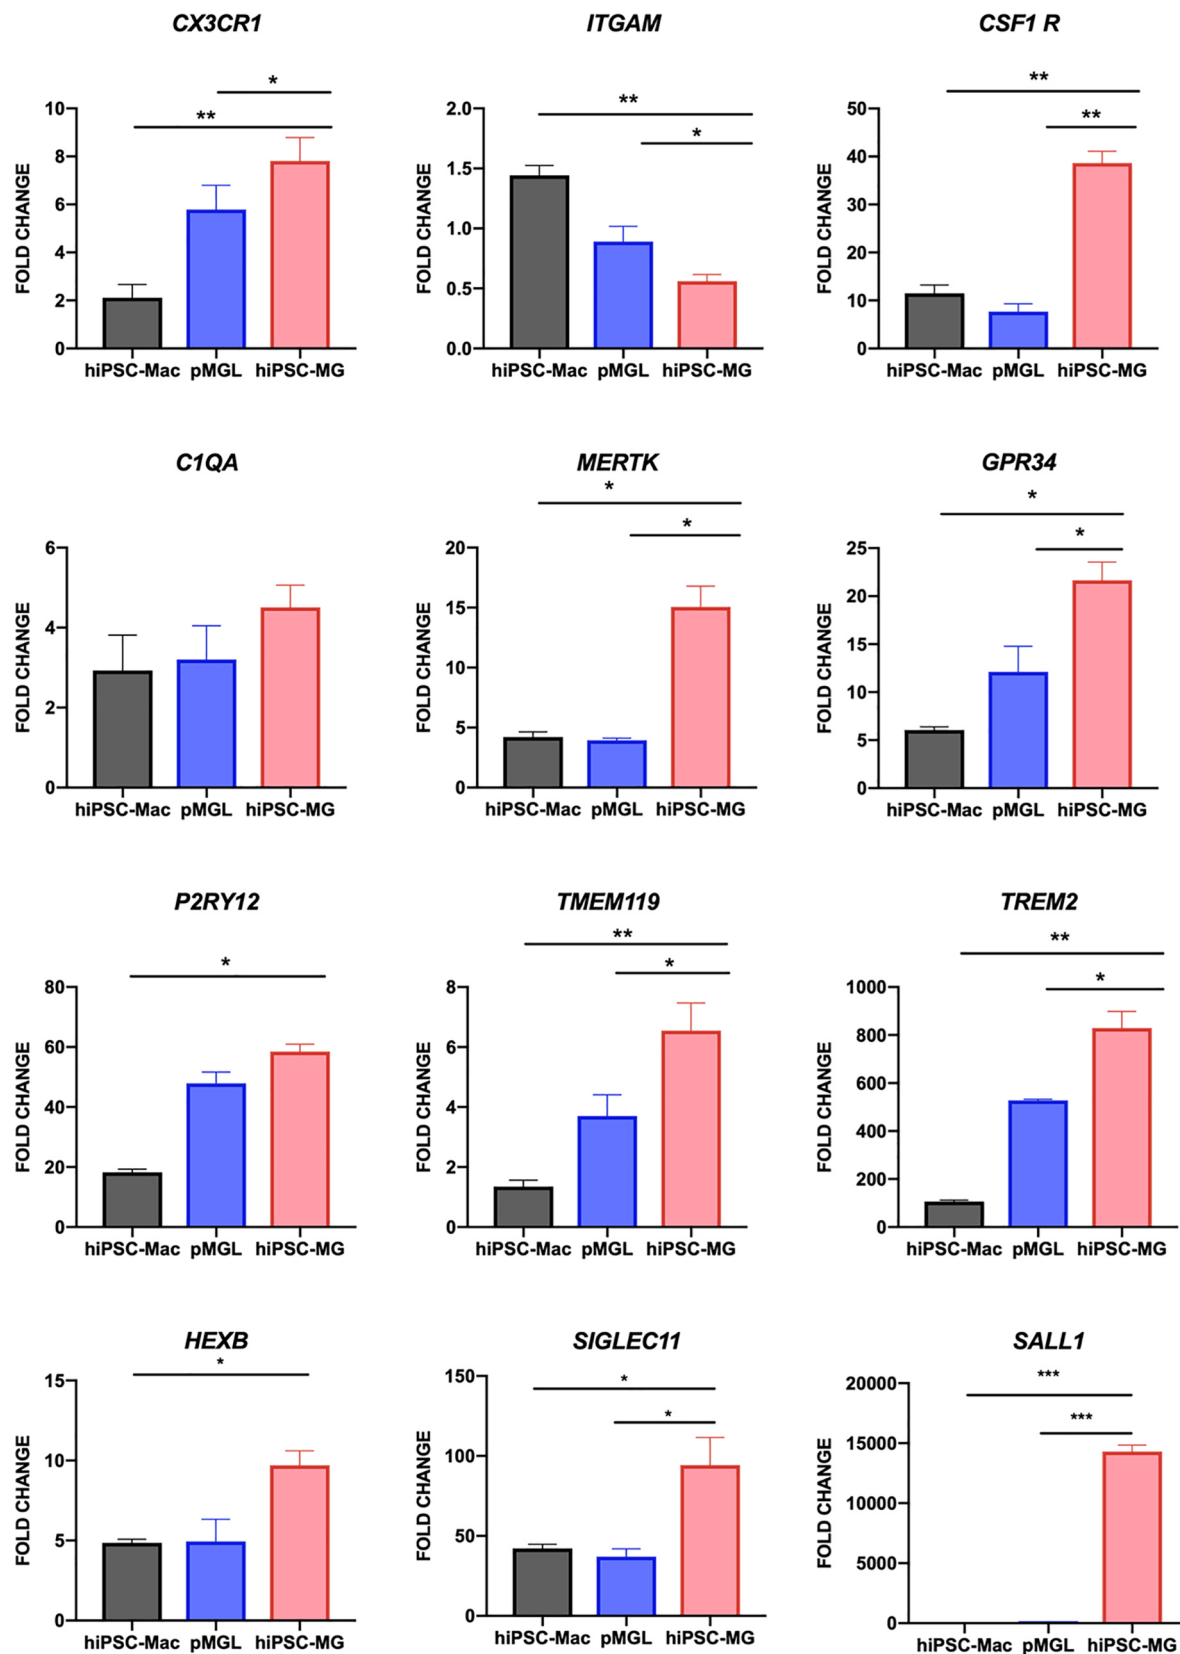 CX3CR1
**
*
FOLD CHANGE
10
8
6
4
2
0
hiPSC-Mac pMGL hiPSC-MG
ITGAM
**
*
FOLD CHANGE
2.0
1.5
1.0
0.5
0.0
hiPSC-Mac pMGL hiPSC-MG
CSF1 R
**
**
FOLD CHANGE
50
40
30
20
10
0
hiPSC-Mac pMGL hiPSC-MG
C1QA
FOLD CHANGE
6
4
2
0
hiPSC-Mac pMGL hiPSC-MG
MERTK
*
*
FOLD CHANGE
20
15
10
5
0
hiPSC-Mac pMGL hiPSC-MG
GPR34
*
*
FOLD CHANGE
25
20
15
10
5
0
hiPSC-Mac pMGL hiPSC-MG
P2RY12
*
FOLD CHANGE
80
60
40
20
0
hiPSC-Mac pMGL hiPSC-MG
TMEM119
**
*
FOLD CHANGE
8
6
4
2
0
hiPSC-Mac pMGL hiPSC-MG
TREM2
**
*
FOLD CHANGE
1000
800
600
400
200
0
hiPSC-Mac pMGL hiPSC-MG
HEXB
*
FOLD CHANGE
15
10
5
0
hiPSC-Mac pMGL hiPSC-MG
SIGLEC11
*
*
FOLD CHANGE
150
100
50
0
hiPSC-Mac pMGL hiPSC-MG
SALL1
***
***
FOLD CHANGE
20000
15000
10000
5000
0
hiPSC-Mac pMGL hiPSC-MG